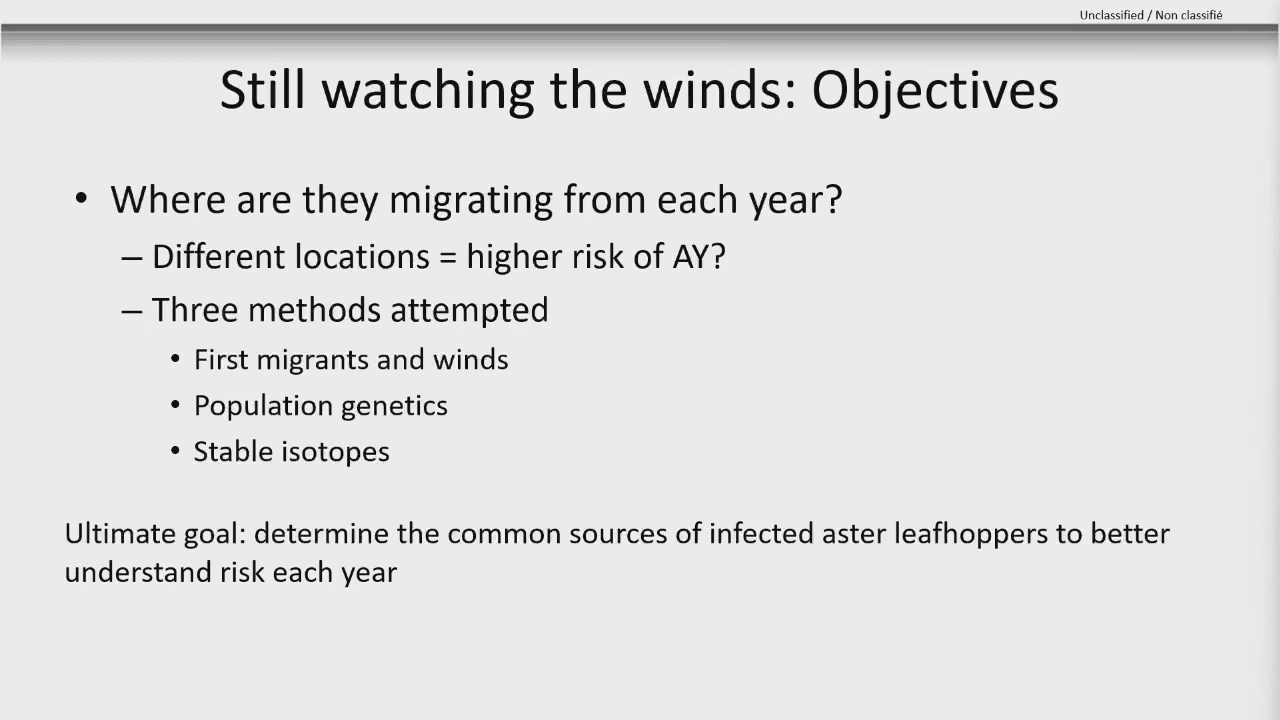 Unclassified / Non classifié
Still watching the winds: Objectives
• Where are they migrating from each year?
– Different locations = higher risk of AY?
– Three methods attempted
• First migrants and winds
• Population genetics
• Stable isotopes
Ultimate goal: determine the common sources of infected aster leafhoppers to better
understand risk each year